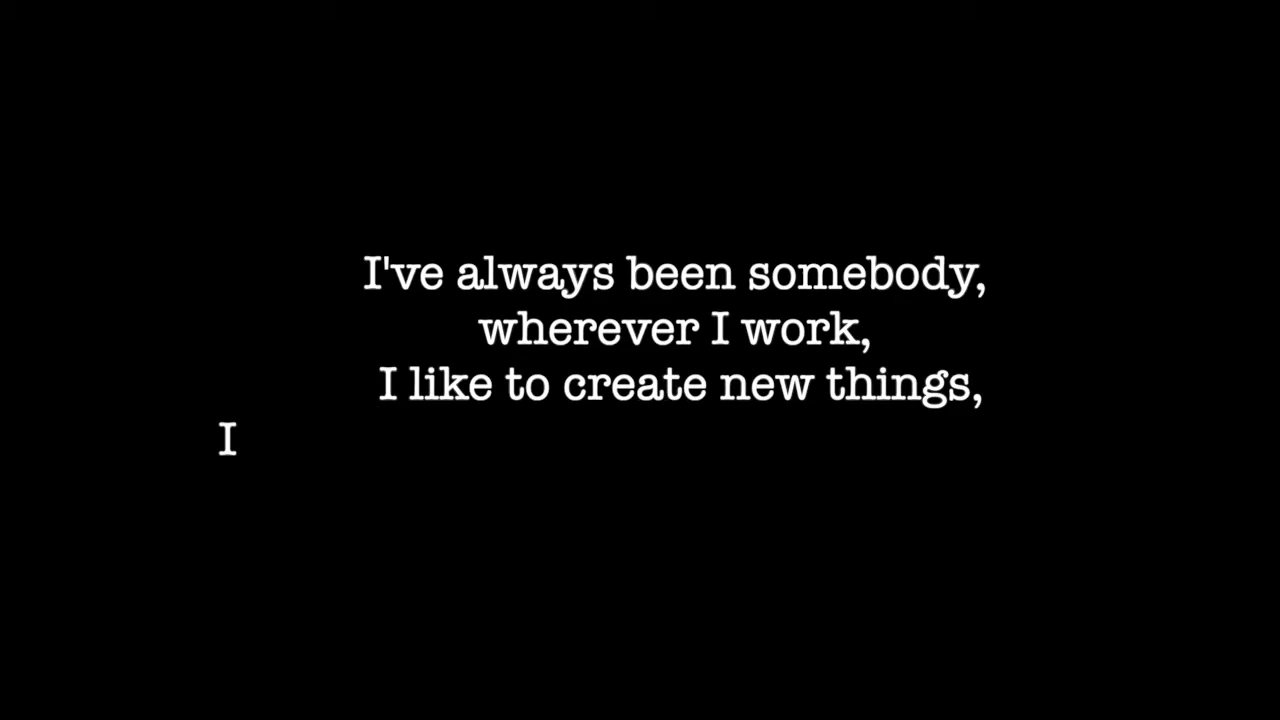 I've always been somebody,
wherever I work,
I like to create new things,
I